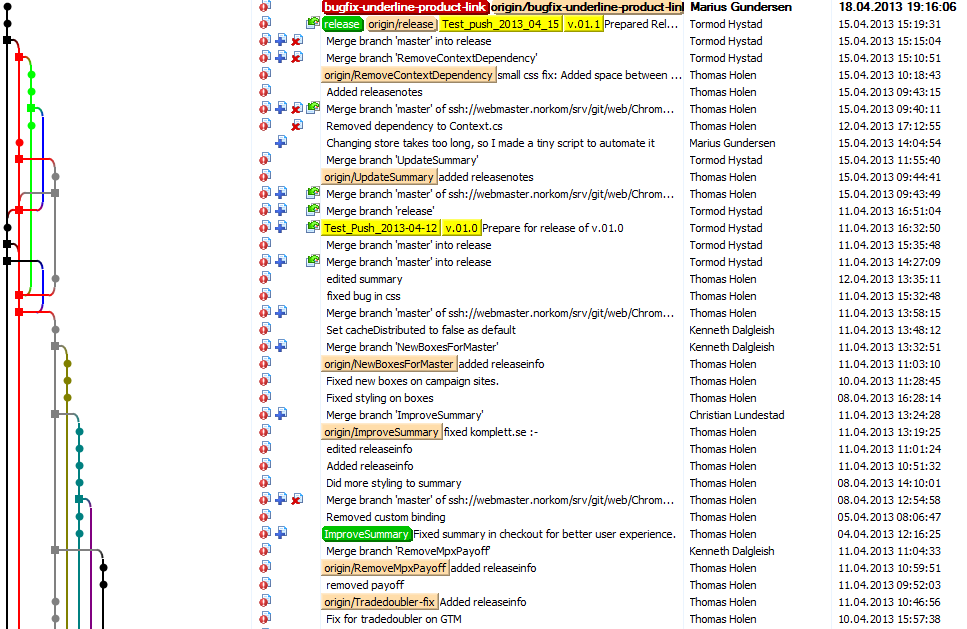 bugfix-underline-product-link origin/bugfix-underline-product-lin Marius Gundersen 18.04.2013 19:16:06
release origin/release Test_push_2013_04_15 v.01.1 Prepared Rel... Tormod Hystad 15.04.2013 15:19:31
Merge branch 'master' into release Tormod Hystad 15.04.2013 15:15:04
Merge branch 'RemoveContextDependency' Tormod Hystad 15.04.2013 15:10:51
origin/RemoveContextDependency small css fix: Added space between ... Thomas Holen 15.04.2013 10:18:43
Added releasenotes Thomas Holen 15.04.2013 09:43:15
Merge branch 'master' of ssh://webmaster.norkom/srv/git/web/Chrom... Thomas Holen 15.04.2013 09:40:11
Removed dependency to Context.cs Thomas Holen 12.04.2013 17:12:55
Changing store takes too long, so I made a tiny script to automate it Marius Gundersen 15.04.2013 14:04:54
Merge branch 'UpdateSummary' Tormod Hystad 15.04.2013 11:55:40
origin/UpdateSummary added releasenotes Thomas Holen 15.04.2013 09:44:41
Merge branch 'master' of ssh://webmaster.norkom/srv/git/web/Chrom... Thomas Holen 15.04.2013 09:43:49
Merge branch 'release' Tormod Hystad 11.04.2013 16:51:04
Test_Push_2013-04-12 v.01.0 Prepare for release of v.01.0 Tormod Hystad 11.04.2013 16:32:50
Merge branch 'master' into release Tormod Hystad 11.04.2013 15:35:48
Merge branch 'master' into release Tormod Hystad 11.04.2013 14:27:09
edited summary Thomas Holen 12.04.2013 13:35:11
fixed bug in css Thomas Holen 11.04.2013 15:32:48
Merge branch 'master' of ssh://webmaster.norkom/srv/git/web/Chrom... Thomas Holen 11.04.2013 13:58:15
Set cacheDistributed to false as default Kenneth Dalgleish 11.04.2013 13:48:12
Merge branch 'NewBoxesForMaster' Kenneth Dalgleish 11.04.2013 13:32:51
origin/NewBoxesForMaster added releaseinfo Thomas Holen 11.04.2013 11:03:10
Fixed new boxes on campaign sites. Thomas Holen 10.04.2013 11:28:45
Fixed styling on boxes Thomas Holen 08.04.2013 16:28:14
Merge branch 'ImproveSummary' Christian Lundestad 11.04.2013 13:24:28
origin/ImproveSummary fixed komplett.se :- Thomas Holen 11.04.2013 13:19:25
edited releaseinfo Thomas Holen 11.04.2013 11:01:24
Added releaseinfo Thomas Holen 11.04.2013 10:51:32
Did more styling to summary Thomas Holen 08.04.2013 14:10:01
Merge branch 'master' of ssh://webmaster.norkom/srv/git/web/Chrom... Thomas Holen 08.04.2013 12:54:58
Removed custom binding Thomas Holen 05.04.2013 08:06:47
ImproveSummary Fixed summary in checkout for better user experience. Thomas Holen 04.04.2013 12:16:25
Merge branch 'RemoveMpxPayoff' Kenneth Dalgleish 11.04.2013 11:04:33
origin/RemoveMpxPayoff added releaseinfo Thomas Holen 11.04.2013 10:59:51
removed payoff Thomas Holen 11.04.2013 09:52:03
origin/Tradedoubler-fix Added releaseinfo Thomas Holen 11.04.2013 10:46:56
Fix for tradedoubler on GTM Thomas Holen 10.04.2013 15:57:38